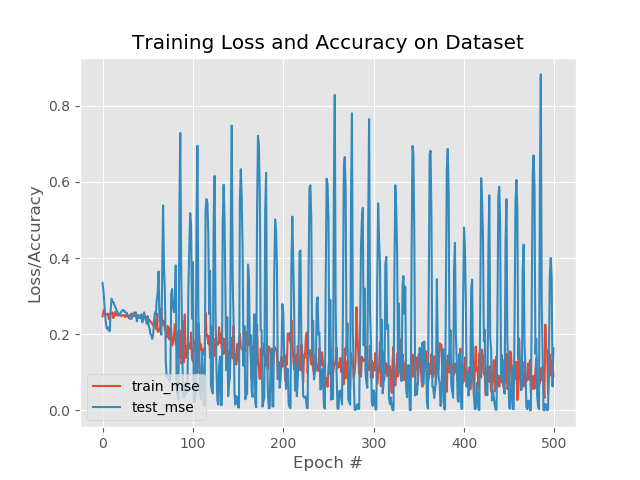 Training Loss and Accuracy on Dataset
0.8
0.6
0.4
0.2
0.0
Loss/Accuracy
train_mse
test_mse
0 100 200 300 400 500
Epoch #